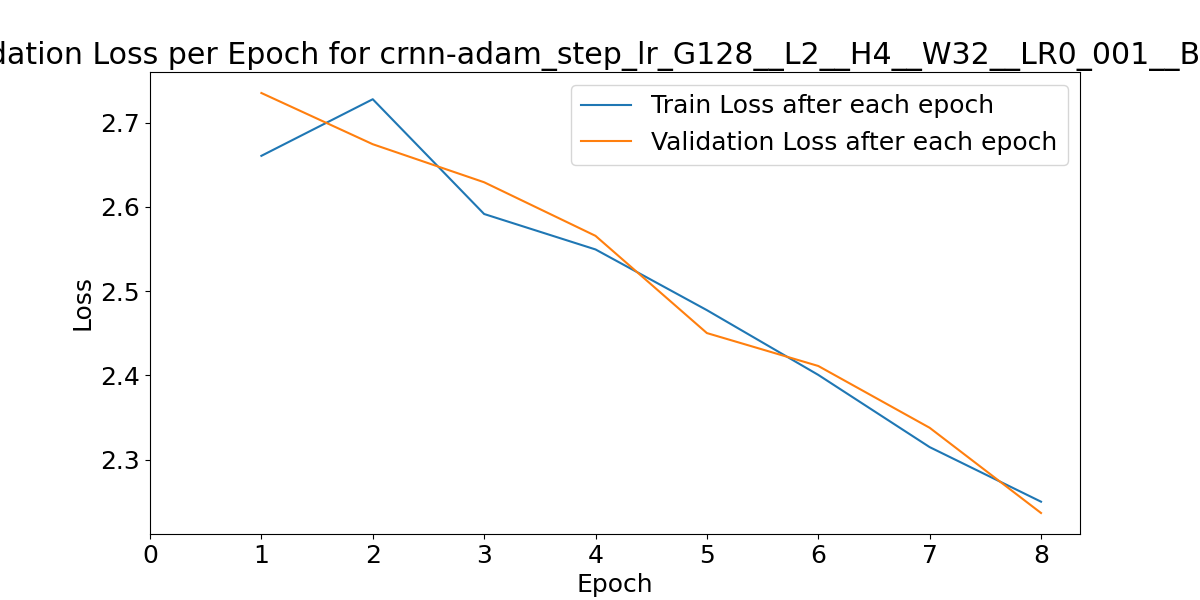 dation Loss per Epoch for crnn-adam_step_lr_G128__L2__H4__W32__LR0_001__B
Train Loss after each epoch
Validation Loss after each epoch
2.7
2.6
2.5
2.4
2.3
Loss
0 1 2 3 4 5 6 7 8
Epoch